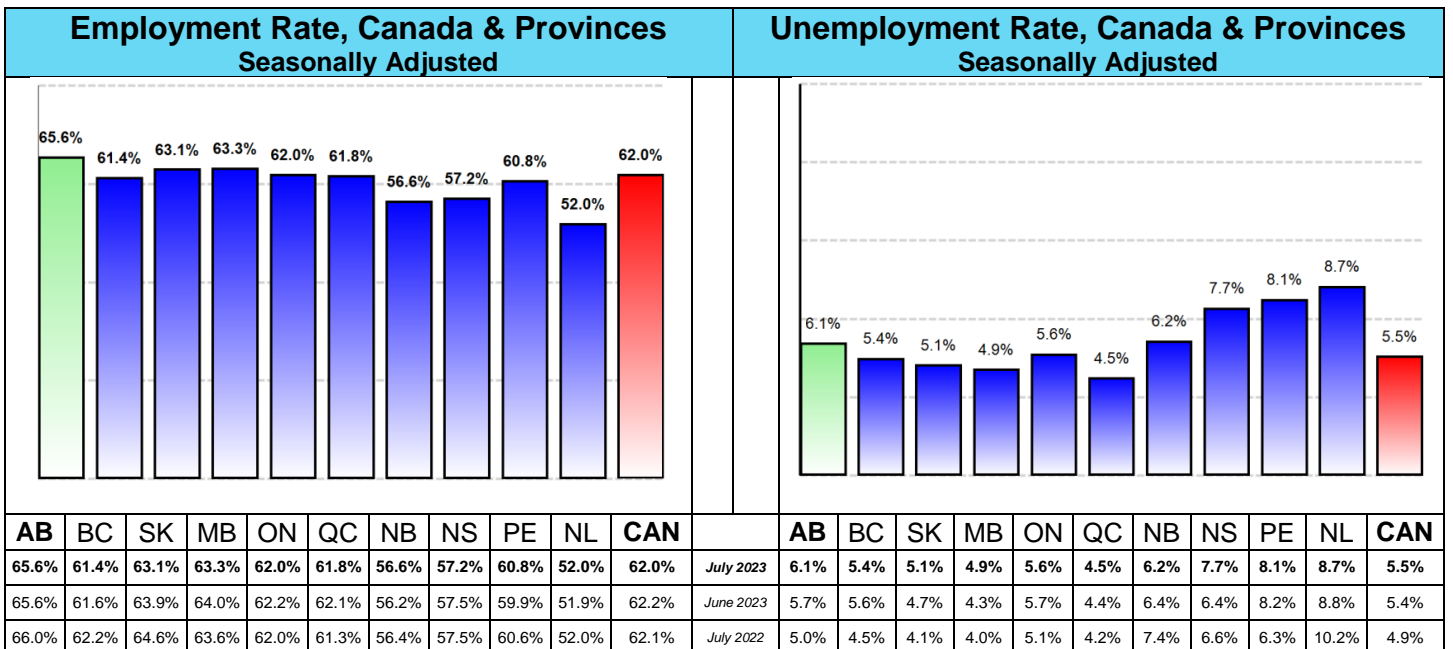 Employment Rate, Canada & Provinces
Seasonally Adjusted
Unemployment Rate, Canada & Provinces
Seasonally Adjusted
65.6% 61.4% 63.1% 63.3% 62.0% 61.8% 56.6% 57.2% 60.8% 52.0% 62.0%
6.1% 5.4% 5.1% 4.9% 5.6% 4.5% 6.2% 7.7% 8.1% 8.7% 5.5%
AB BC SK MB ON QC NB NS PE NL CAN AB BC SK MB ON QC NB NS PE NL CAN
65.6% 61.4% 63.1% 63.3% 62.0% 61.8% 56.6% 57.2% 60.8% 52.0% 62.0% July 2023 6.1% 5.4% 5.1% 4.9% 5.6% 4.5% 6.2% 7.7% 8.1% 8.7% 5.5%
65.6% 61.6% 63.9% 64.0% 62.2% 62.1% 56.2% 57.5% 59.9% 51.9% 62.2% June 2023 5.7% 5.6% 4.7% 4.3% 5.7% 4.4% 6.4% 6.4% 8.2% 8.8% 5.4%
66.0% 62.2% 64.6% 63.6% 62.0% 61.3% 56.4% 57.5% 60.6% 52.0% 62.1% July 2022 5.0% 4.5% 4.1% 4.0% 5.1% 4.2% 7.4% 6.6% 6.3% 10.2% 4.9%